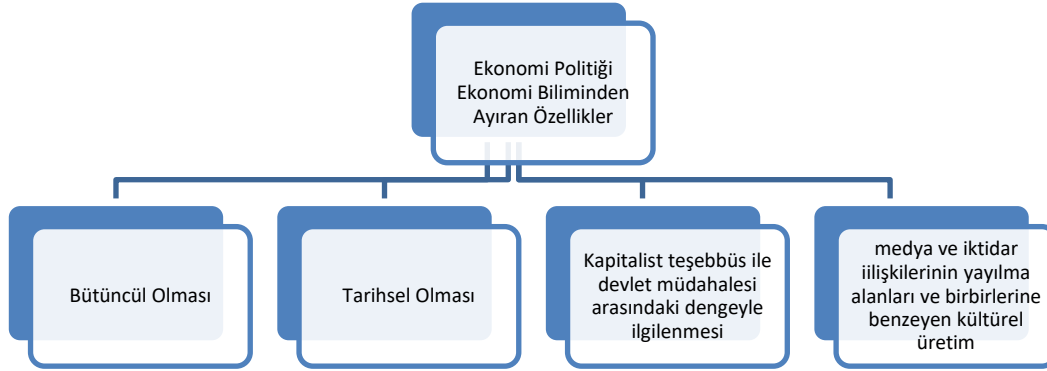 Ekonomi Politiği
Ekonomi Biliminden
Ayıran Özellikler
Bütüncül Olması
Tarihsel Olması
Kapitalist teşebbüs ile
devlet müdahalesi
arasındaki dengeyle
ilgilenmesi
medya ve iktidar
iilişkilerinin yayılma
alanları ve birbirlerine
benzeyen kültürel
üretim